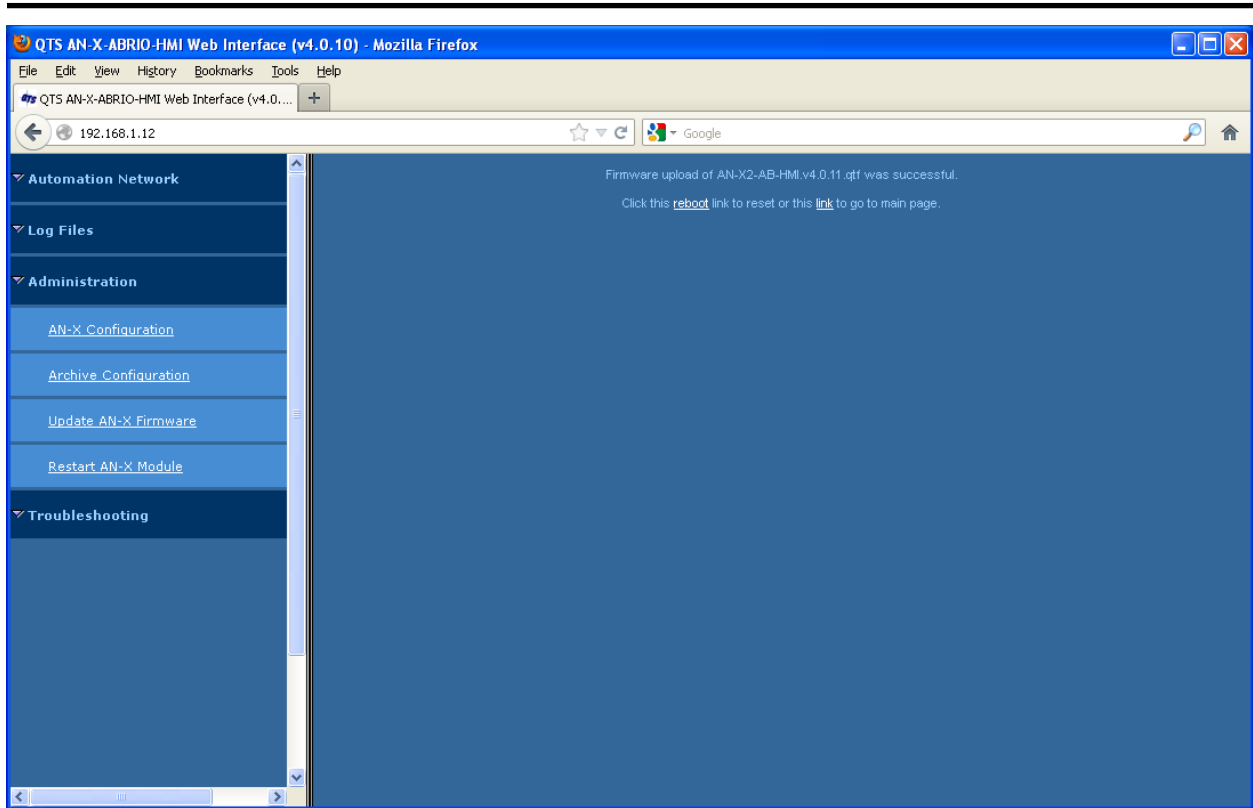 QTS AN-X-ABRIO-HMI Web Interface (v4.0.10) - Mozilla Firefox
File Edit View History Bookmarks Tools Help
QTS QTS AN-X-ABRIO-HMI Web Interface (v4.0.... +
192.168.1.12 Google
Automation Network
Log Files
Administration
AN-X Configuration
Archive Configuration
Update AN-X Firmware
Restart AN-X Module
Troubleshooting
Firmware upload of AN-X2-AB-HMI.v4.0.11.qtf was successful.
Click this reboot link to reset or this link to go to main page.